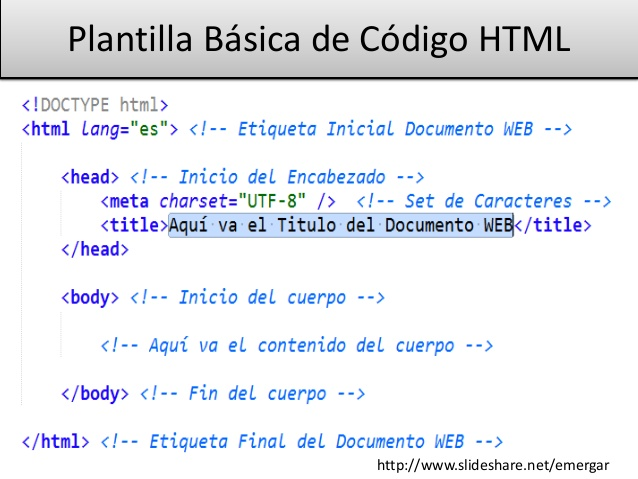 Plantilla Básica de Código HTML
<!DOCTYPE html>
<html lang="es"> <!-- Etiqueta Inicial Documento WEB -->
<head> <!-- Inicio del Encabezado -->
<meta charset="UTF-8" /> <!-- Set de Caracteres -->
<title>Aquí va el Titulo del Documento WEB</title>
</head>
<body> <!-- Inicio del cuerpo -->
<!-- Aquí va el contenido del cuerpo -->
</body> <!-- Fin del cuerpo -->
</html> <!-- Etiqueta Final del Documento WEB -->
http://www.slideshare.net/emergar